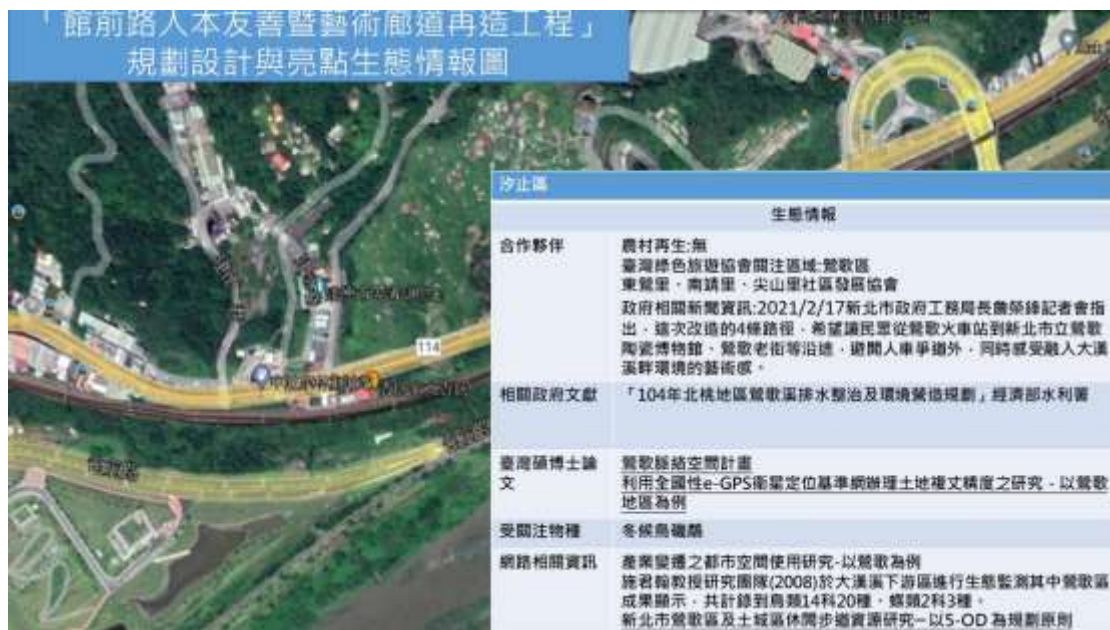 「館前路人本友善暨藝術廊道再造工程」
規劃設計與亮點生態情報圖
114
汐止區
生態情報
合作夥伴
農村再生:無
臺灣綠色旅遊協會關注區域:鶯歌區
東鶯里、南靖里、尖山里社區發展協會
政府相關新聞資訊:2021/2/17新北市政府工務局長詹榮鋒記者會指
出，這次改造的4條路徑，希望讓民眾從鶯歌火車站到新北市立鶯歌
陶瓷博物館、鶯歌老街等沿途，避開人車爭道外，同時感受融入大漢
溪畔環境的藝術感。
相關政府文獻
「104年北桃地區鶯歌溪排水整治及環境營造規劃」經濟部水利署
臺灣碩博士論
文
鶯歌脈絡空間計畫
利用全國性e-GPS衛星定位基準網辦理土地複丈精度之研究－以鶯歌
地區為例
受關注物種
冬候鳥磯鷸
網路相關資訊
產業變遷之都市空間使用研究-以鶯歌為例
施君翰教授研究團隊(2008)於大漢溪下游區進行生態監測其中鶯歌區
成果顯示，共計錄到鳥類14科20種、蝶類2科3種。
新北市鶯歌區及土城區休閒步道資源研究－以5-OD 為規劃原則